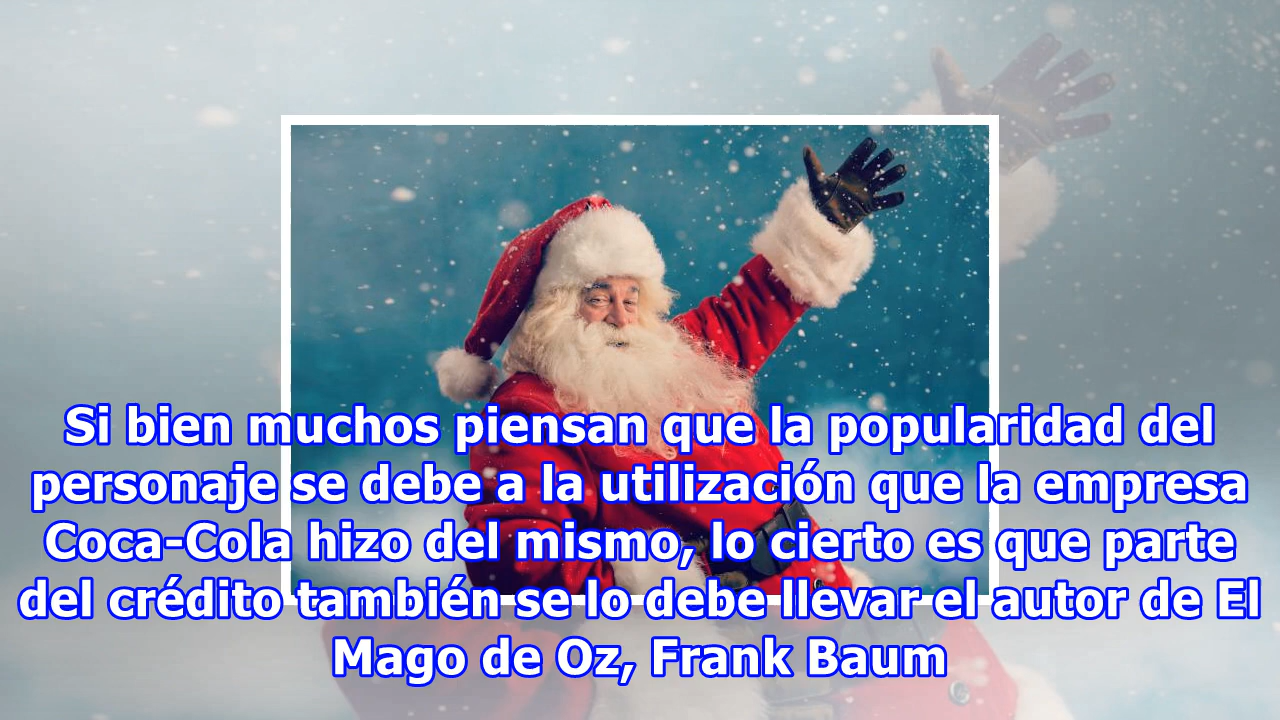 Si bien muchos piensan que la popularidad del
personaje se debe a la utilización que la empresa
Coca-Cola hizo del mismo, lo cierto es que parte
del crédito también se lo debe llevar el autor de El
Mago de Oz, Frank Baum